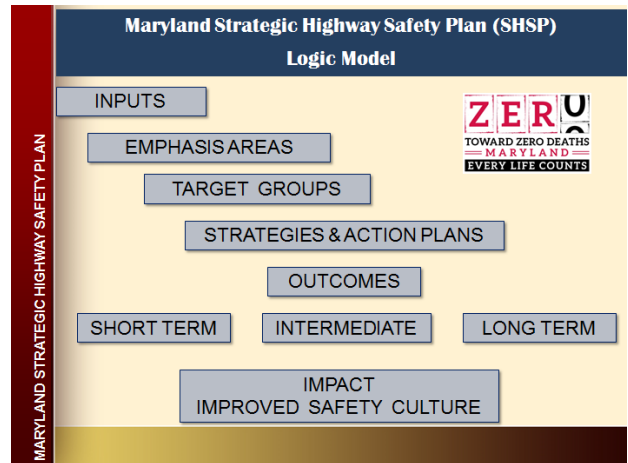 Maryland Strategic Highway Safety Plan (SHSP)
Logic Model
MARYLAND STRATEGIC HIGHWAY SAFETY PLAN
INPUTS
ZERO
TOWARD ZERO DEATHS
MARYLAND
EVERY LIFE COUNTS
EMPHASIS AREAS
TARGET GROUPS
STRATEGIES & ACTION PLANS
OUTCOMES
SHORT TERM
INTERMEDIATE
LONG TERM
IMPACT
IMPROVED SAFETY CULTURE